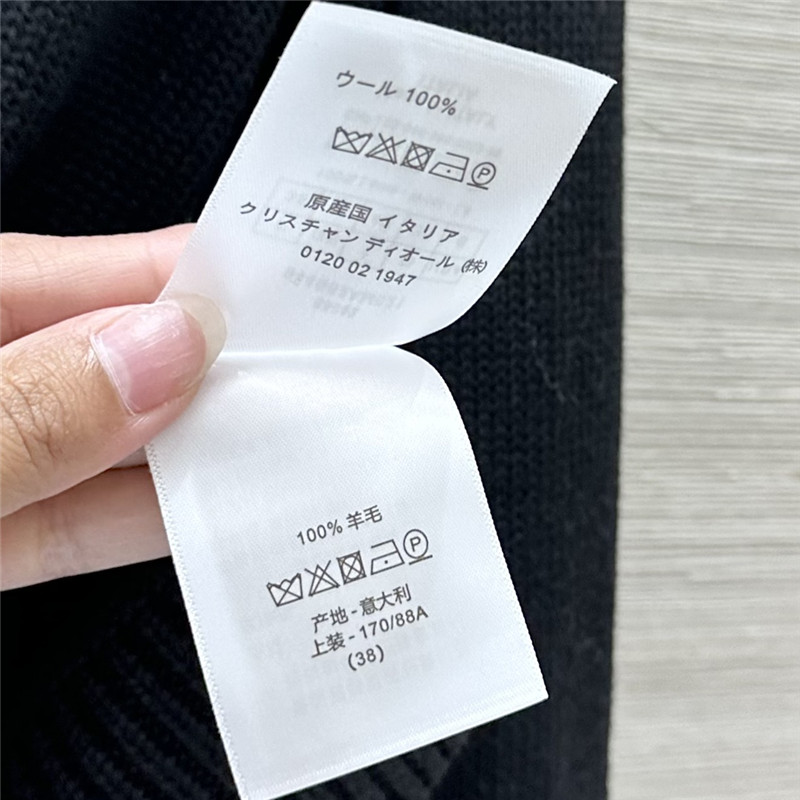 ウール 100%
P
原産国 イタリア
クリスチャン ディオール ㈱
0120 02 1947
100% 羊毛
P
产地 - 意大利
上装 - 170/88A
(38)